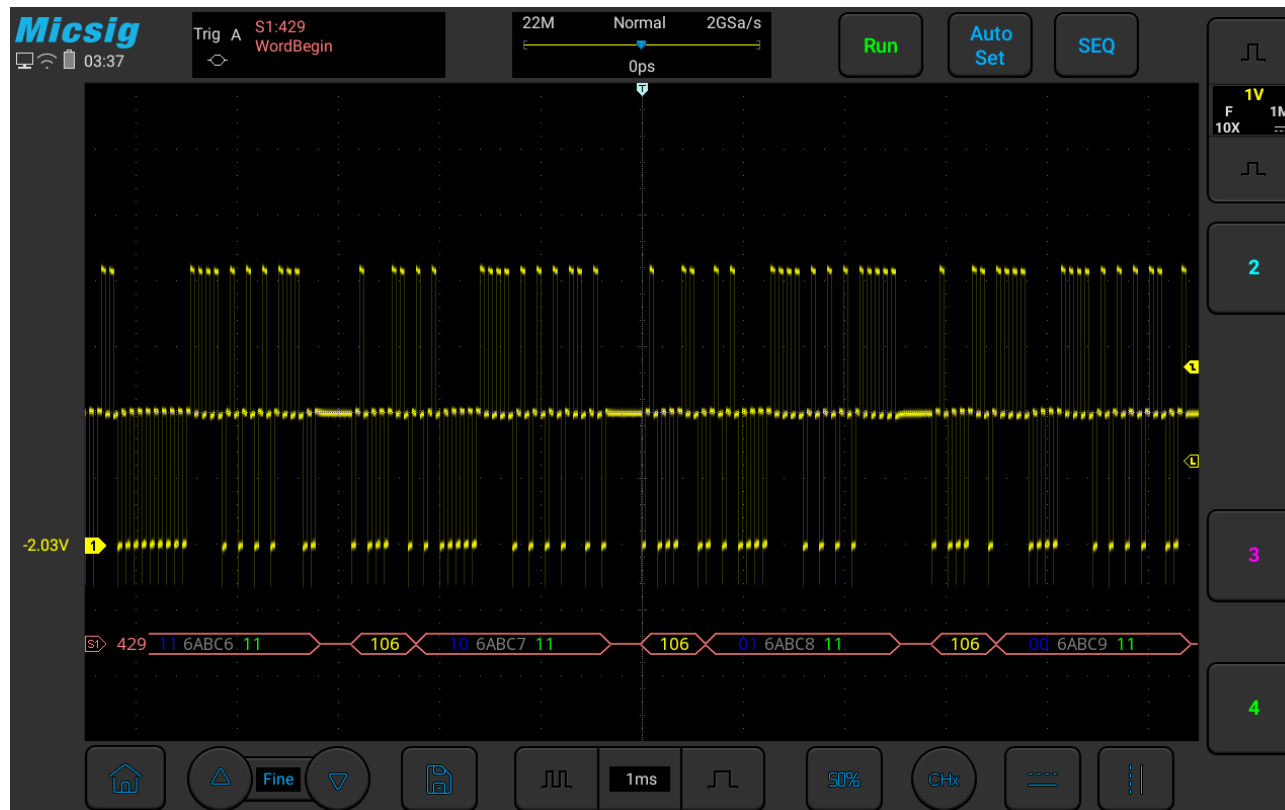 Micsig
03:37
Trig A S1:429
WordBegin
22M Normal 2GSa/s
0ps
Run
Auto
Set
SEQ
1V
F 1M
10X
T
2
-2.03V 1
L
3
S1 429 11 6ABC6 11 106 10 6ABC7 11 106 01 6ABC8 11 106 00 6ABC9 11
4
Fine
1ms
50%
CHx